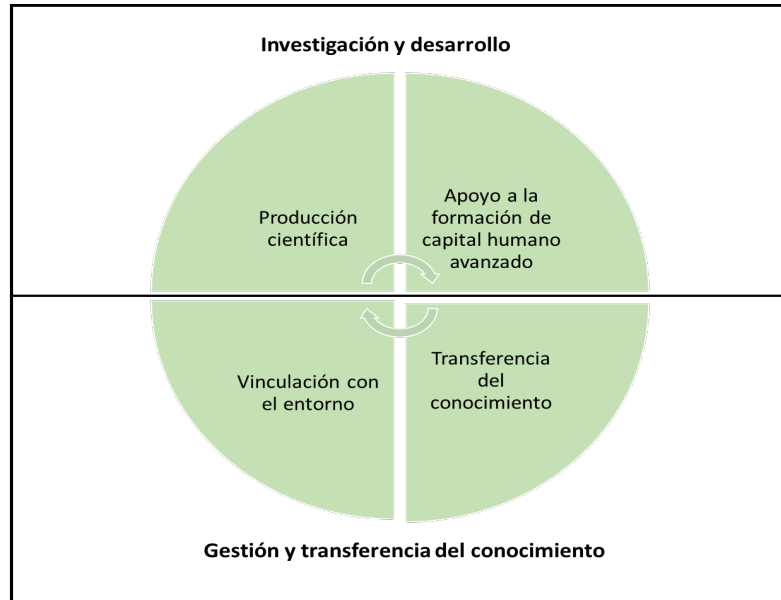 Investigación y desarrollo
Producción
científica
Apoyo a la
formación de
capital humano
avanzado
Vinculación con
el entorno
Transferencia
del
conocimiento
Gestión y transferencia del conocimiento